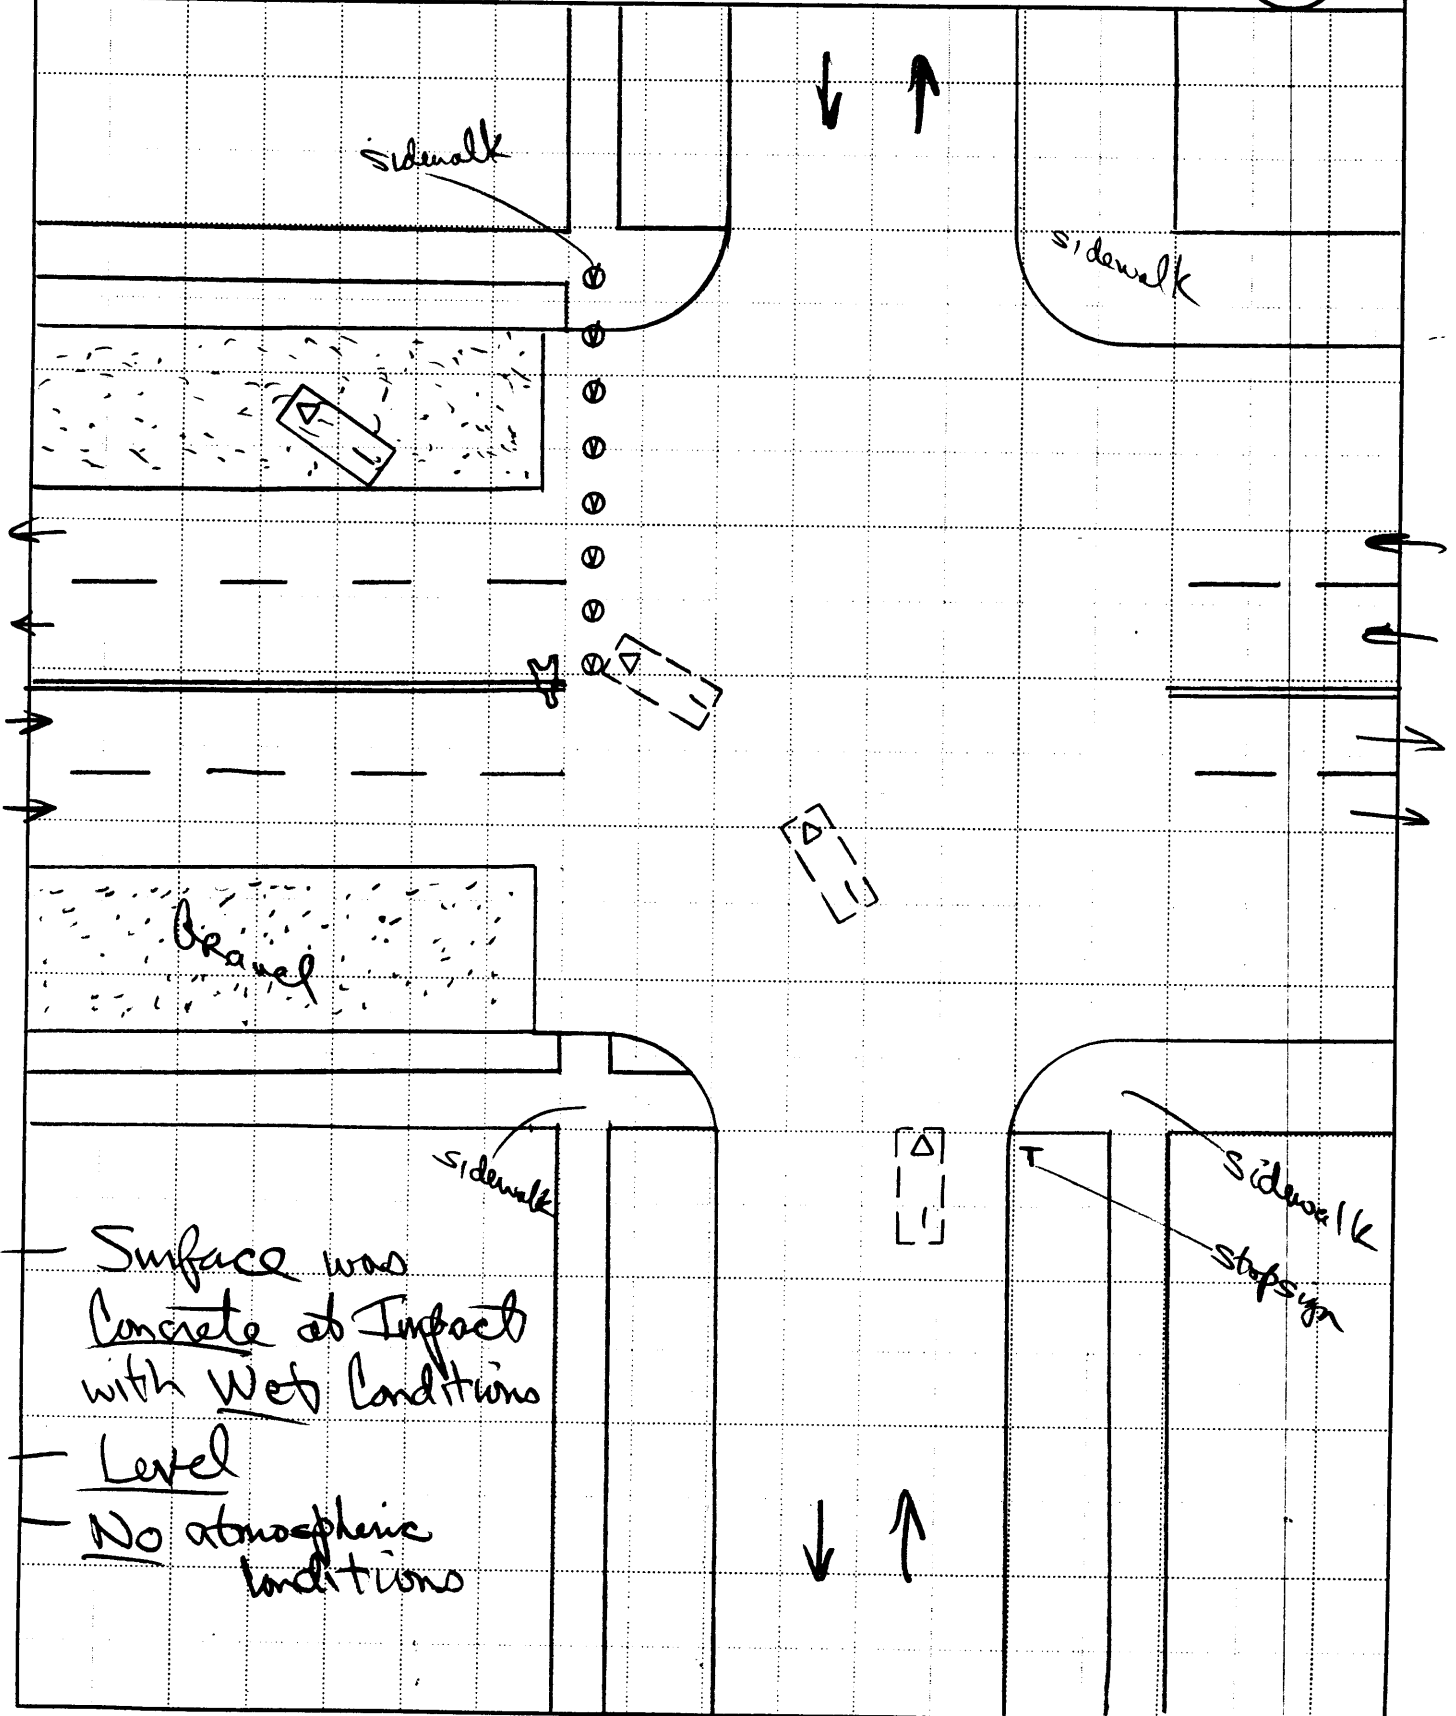 sidewalk
sidewalk
Gravel
sidewalk
T
Sidewalk
Stopsign
— Surface was
Concrete at Impact
with Wet Conditions
— Level
— No atmospheric
conditions